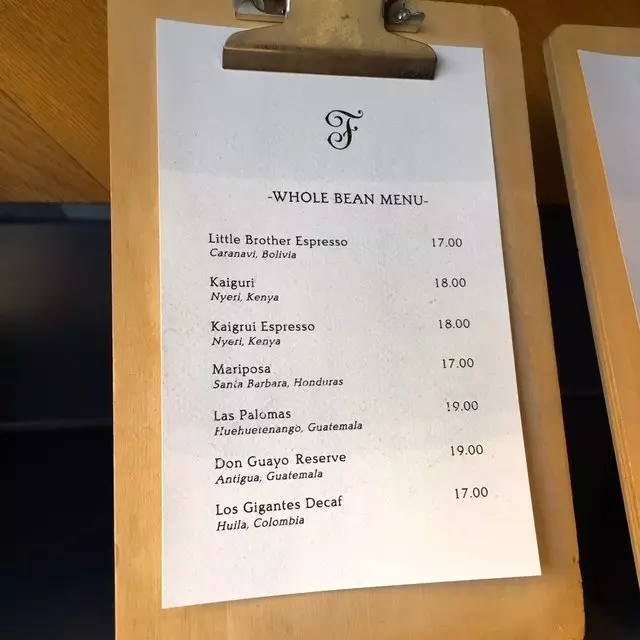 F
-WHOLE BEAN MENU-
Little Brother Espresso 17.00
Caranavi, Bolivia
Kaiguri 18.00
Nyeri, Kenya
Kaigrui Espresso 18.00
Nyeri, Kenya
Mariposa 17.00
Santa Barbara, Honduras
Las Palomas 19.00
Huehuetenango, Guatemala
Don Guayo Reserve 19.00
Antigua, Guatemala
Los Gigantes Decaf 17.00
Huila, Colombia